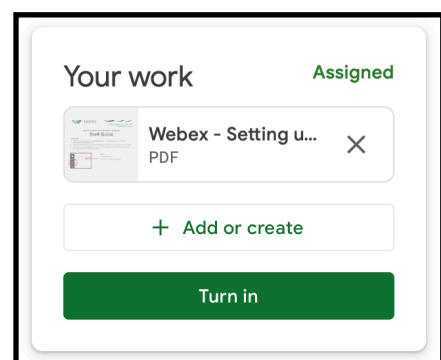 Your work
Assigned
Webex - Setting u...
PDF
+ Add or create
Turn in